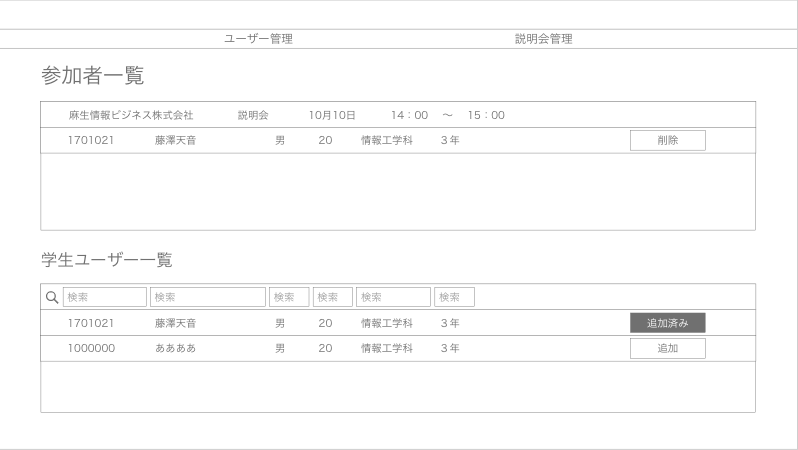 ユーザー管理 説明会管理
参加者一覧
麻生情報ビジネス株式会社 説明会 10月10日 14：00 〜 15：00
1701021 藤澤天音 男 20 情報工学科 ３年 削除
学生ユーザー一覧
検索 検索 検索 検索 検索 検索
1701021 藤澤天音 男 20 情報工学科 ３年 追加済み
1000000 ああああ 男 20 情報工学科 ３年 追加